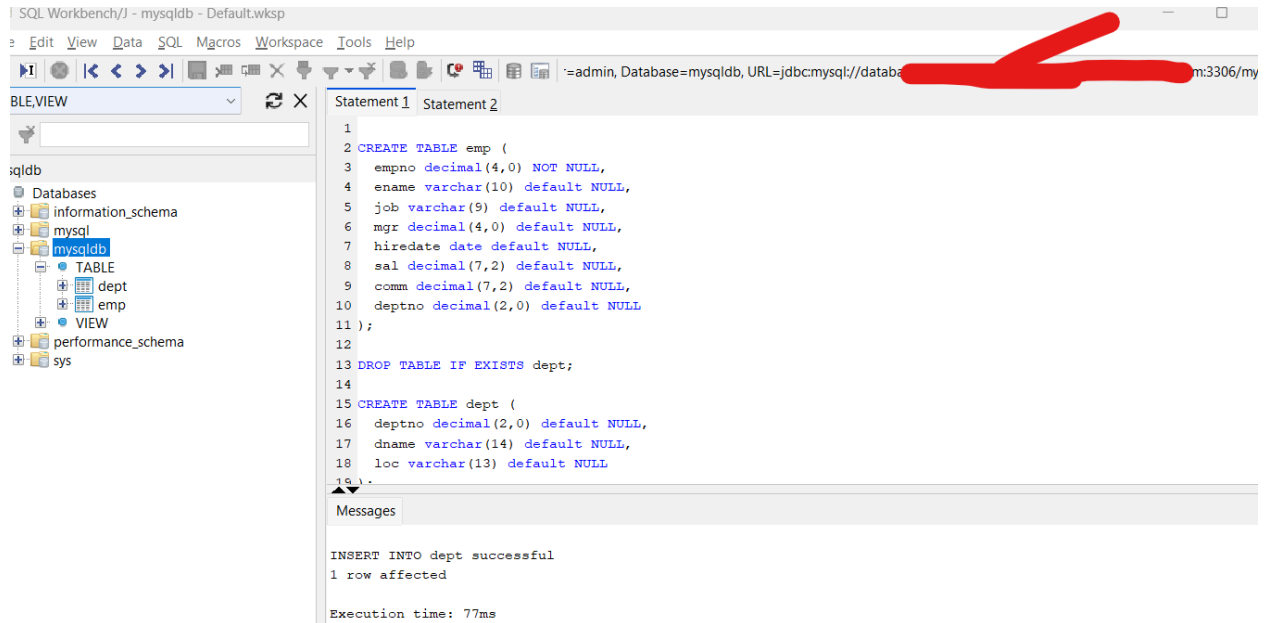 SQL Workbench/J - mysqldb - Default.wksp
Edit View Data SQL Macros Workspace Tools Help
=admin, Database=mysqldb, URL=jdbc:mysql://databa
m:3306/my
BLE,VIEW
Statement 1 Statement 2
sqldb
Databases
information_schema
mysql
mysqldb
TABLE
dept
emp
VIEW
performance_schema
sys
1
2 CREATE TABLE emp (
3 empno decimal(4,0) NOT NULL,
4 ename varchar(10) default NULL,
5 job varchar(9) default NULL,
6 mgr decimal(4,0) default NULL,
7 hiredate date default NULL,
8 sal decimal(7,2) default NULL,
9 comm decimal(7,2) default NULL,
10 deptno decimal(2,0) default NULL
11 );
12
13 DROP TABLE IF EXISTS dept;
14
15 CREATE TABLE dept (
16 deptno decimal(2,0) default NULL,
17 dname varchar(14) default NULL,
18 loc varchar(13) default NULL
19 );
Messages
INSERT INTO dept successful
1 row affected
Execution time: 77ms